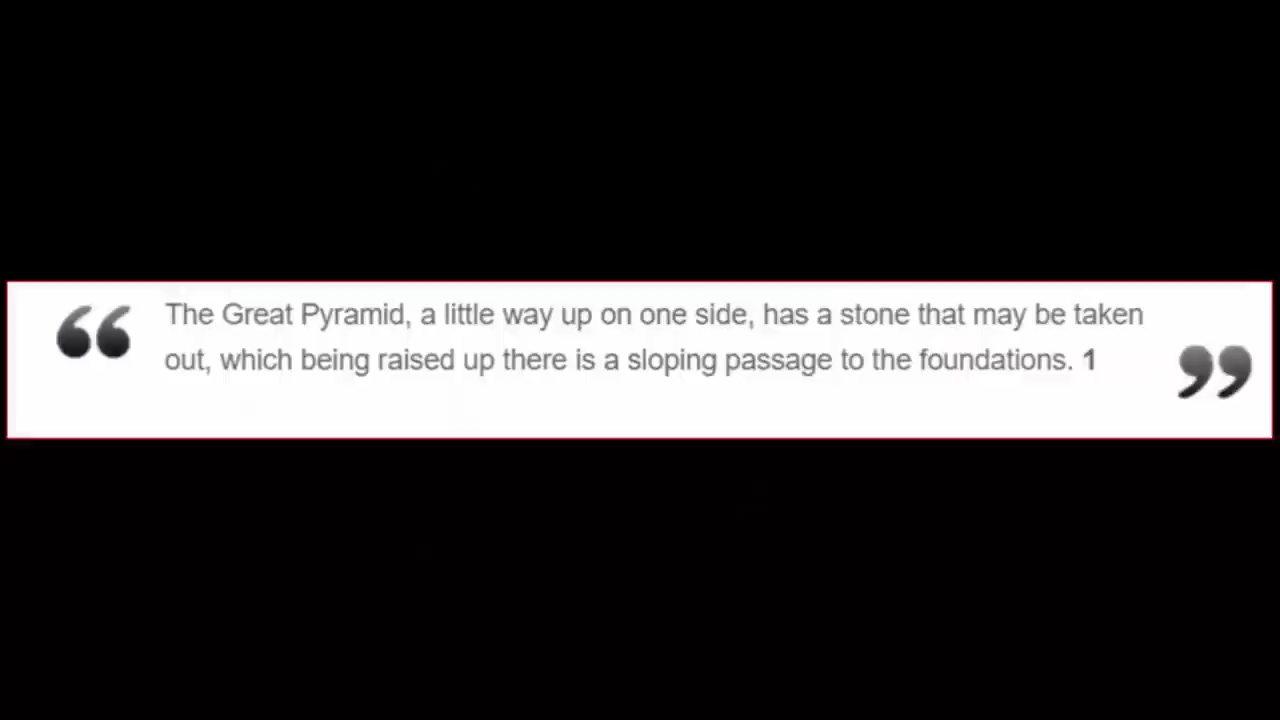 “ The Great Pyramid, a little way up on one side, has a stone that may be taken
out, which being raised up there is a sloping passage to the foundations. 1 ”